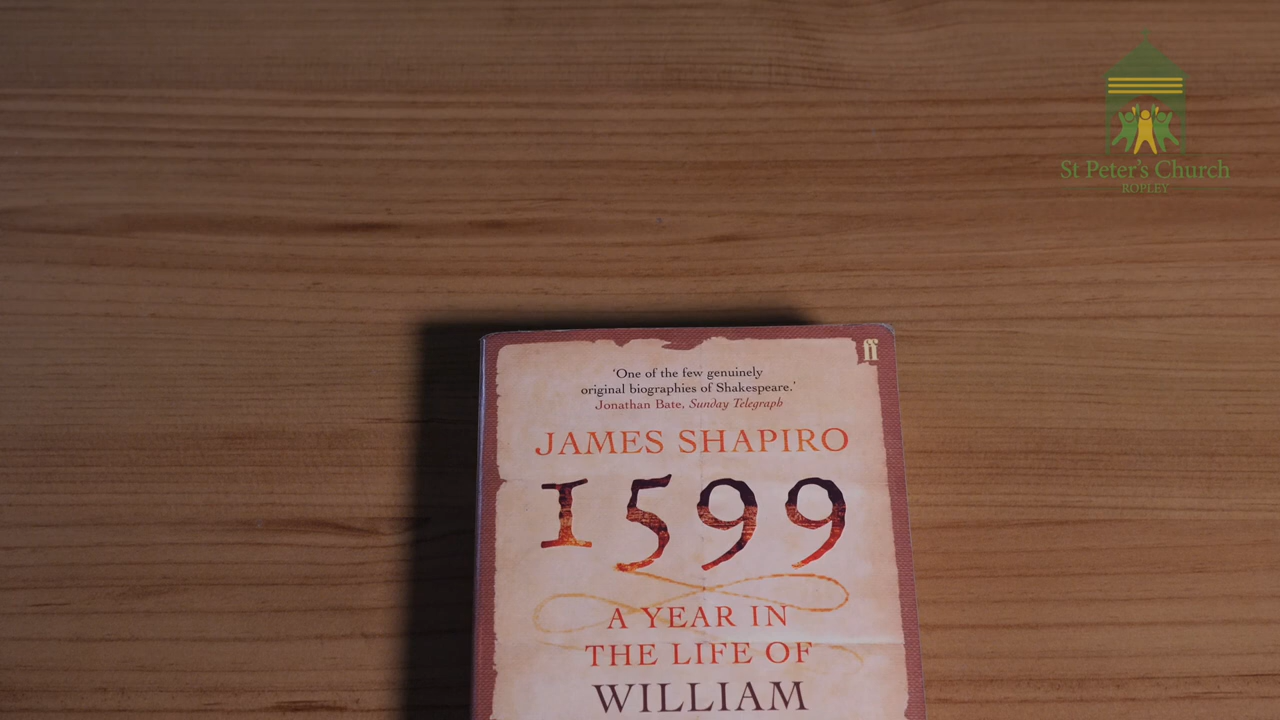 St Peter's Church
ROPLEY
ff
'One of the few genuinely
original biographies of Shakespeare.'
Jonathan Bate, Sunday Telegraph
JAMES SHAPIRO
1599
A YEAR IN
THE LIFE OF
WILLIAM